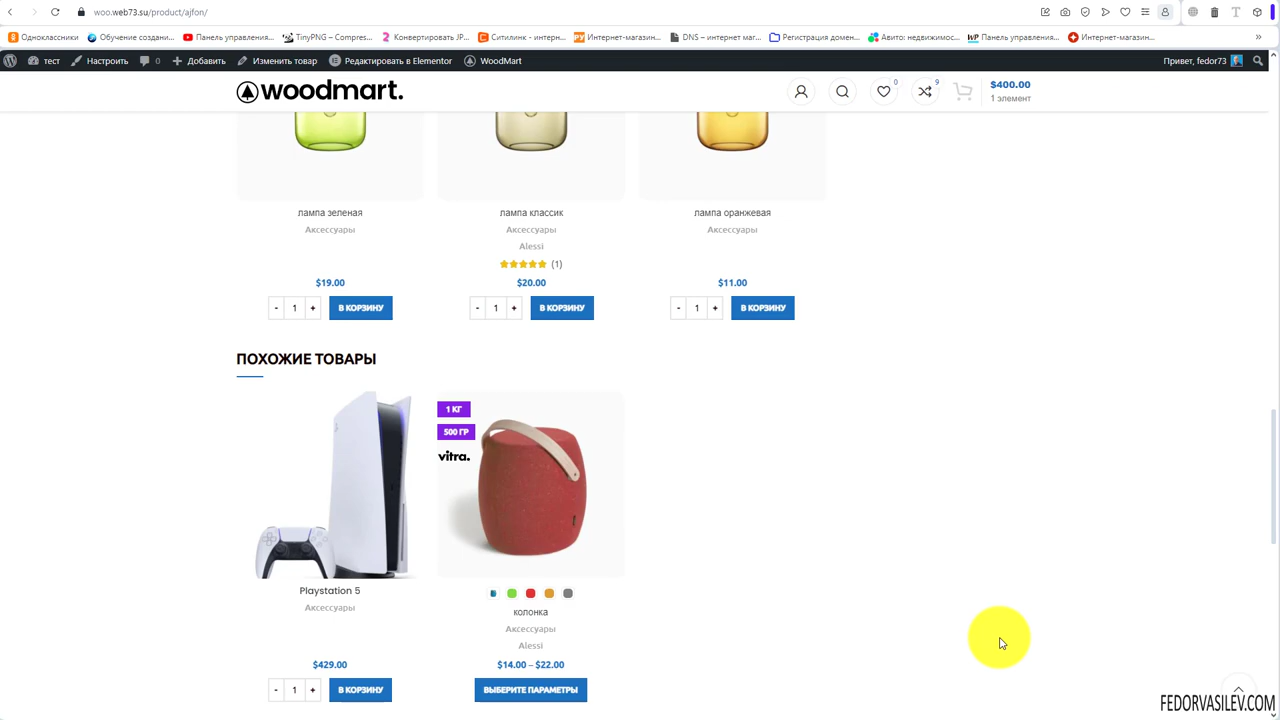 woo.web73.su/product/ajfon/
Одноклассники
Обучение создани...
Панель управления...
TinyPNG – Compres...
Конвертировать JP...
Ситилинк - интерн...
Интернет-магазин...
DNS – интернет маг...
Регистрация домен...
Авито: недвижимос...
Панель управления...
Интернет-магазин...
»
тест
Настроить
0
Добавить
Изменить товар
Редактировать в Elementor
WoodMart
Привет, fedor73
woodmart.
0
9
$400.00
1 элемент
лампа зеленая
Аксессуары
$19.00
- 1 +
В КОРЗИНУ
лампа классик
Аксессуары
Alessi
(1)
$20.00
- 1 +
В КОРЗИНУ
лампа оранжевая
Аксессуары
$11.00
- 1 +
В КОРЗИНУ
ПОХОЖИЕ ТОВАРЫ
Playstation 5
Аксессуары
$429.00
- 1 +
В КОРЗИНУ
1 КГ
500 ГР
vitra.
колонка
Аксессуары
Alessi
$14.00 – $22.00
ВЫБЕРИТЕ ПАРАМЕТРЫ
FEDORVASILEV.COM